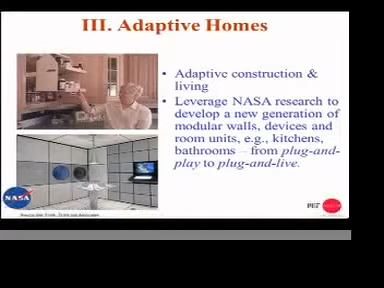 III. Adaptive Homes
• Adaptive construction &
living
• Leverage NASA research to
develop a new generation of
modular walls, devices and
room units, e.g., kitchens,
bathrooms – from plug-and-
play to plug-and-live.
NASA